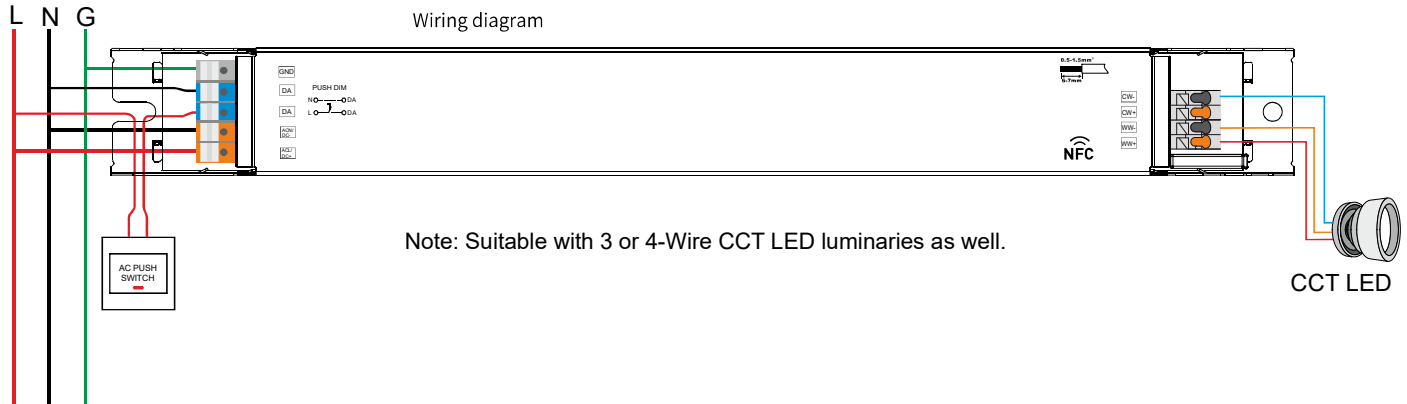 L N G
Wiring diagram
GND
DA
DA
ACN/
DC-
ACL/
DC+
PUSH DIM
N DA
L DA
0.5-1.5mm²
6-7mm
NFC
CW-
CW+
WW-
WW+
AC PUSH
SWITCH
Note: Suitable with 3 or 4-Wire CCT LED luminaries as well.
CCT LED